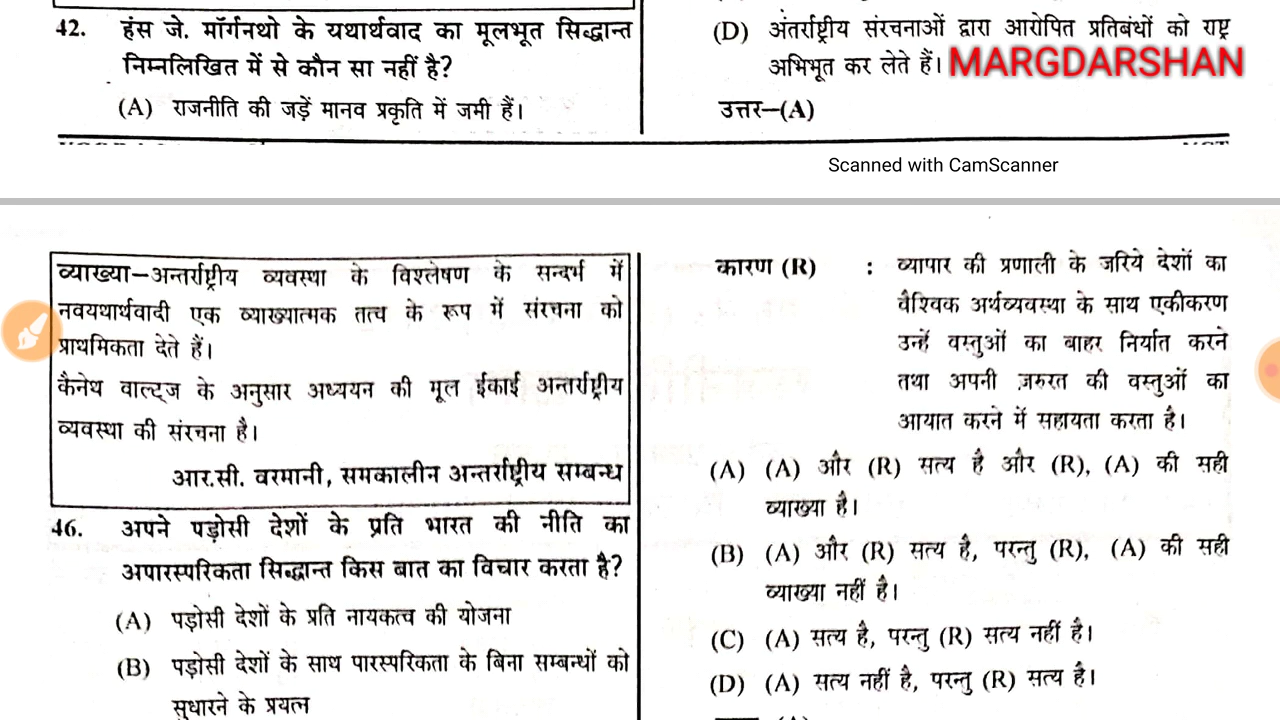 42. हंस जे. मॉर्गनथो के यथार्थवाद का मूलभूत सिद्धान्त
निम्नलिखित में से कौन सा नहीं है?
(A) राजनीति की जड़ें मानव प्रकृति में जमी हैं।
(D) अंतर्राष्ट्रीय संरचनाओं द्वारा आरोपित प्रतिबंधों को राष्ट्र
अभिभूत कर लेते हैं।
MARGDARSHAN
उत्तर–(A)
Scanned with CamScanner
व्याख्या–अन्तर्राष्ट्रीय व्यवस्था के विश्लेषण के सन्दर्भ में
नवयथार्थवादी एक व्याख्यात्मक तत्व के रूप में संरचना को
प्राथमिकता देते हैं।
कैनेथ वाल्ट्ज के अनुसार अध्ययन की मूल ईकाई अन्तर्राष्ट्रीय
व्यवस्था की संरचना है।
आर.सी. वरमानी, समकालीन अन्तर्राष्ट्रीय सम्बन्ध
46. अपने पड़ोसी देशों के प्रति भारत की नीति का
अपारस्परिकता सिद्धान्त किस बात का विचार करता है?
(A) पड़ोसी देशों के प्रति नायकत्व की योजना
(B) पड़ोसी देशों के साथ पारस्परिकता के बिना सम्बन्धों को
सुधारने के प्रयत्न
कारण (R) : व्यापार की प्रणाली के जरिये देशों का
वैश्विक अर्थव्यवस्था के साथ एकीकरण
उन्हें वस्तुओं का बाहर निर्यात करने
तथा अपनी ज़रुरत की वस्तुओं का
आयात करने में सहायता करता है।
(A) (A) और (R) सत्य है और (R), (A) की सही
व्याख्या है।
(B) (A) और (R) सत्य है, परन्तु (R), (A) की सही
व्याख्या नहीं है।
(C) (A) सत्य है, परन्तु (R) सत्य नहीं है।
(D) (A) सत्य नहीं है, परन्तु (R) सत्य है।